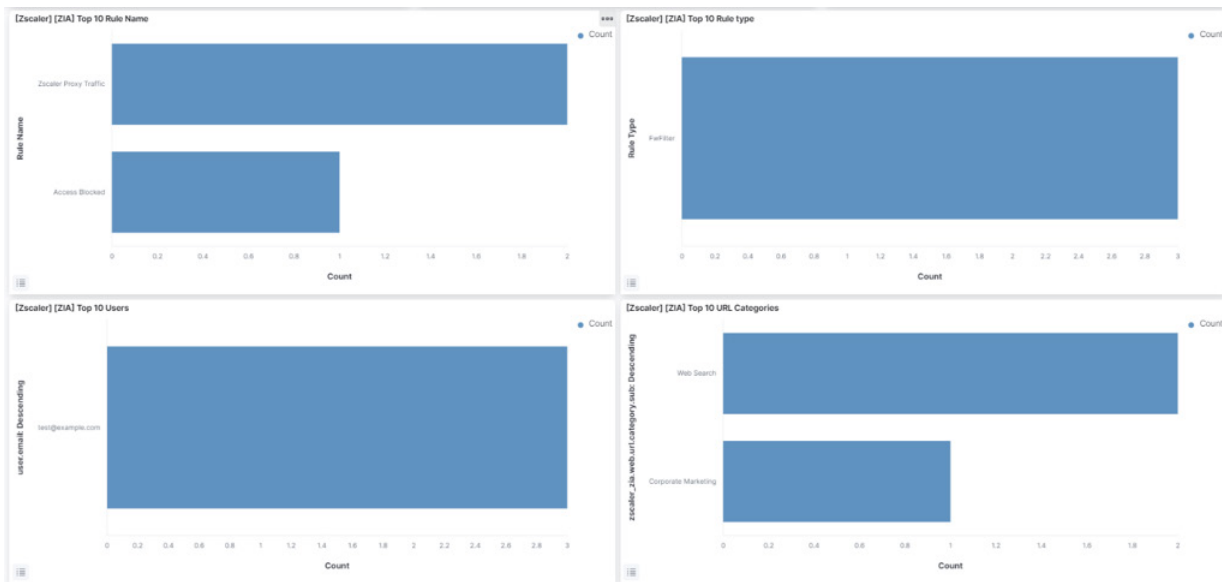 [Zscaler] [ZIA] Top 10 Rule Name
Count
Rule Name
Zscaler Proxy Traffic
Access Blocked
0 0.2 0.4 0.6 0.8 1 1.2 1.4 1.6 1.8 2
Count
[Zscaler] [ZIA] Top 10 Rule type
Count
Rule Type
FwFilter
0 0.2 0.4 0.6 0.8 1 1.2 1.4 1.6 1.8 2 2.2 2.4 2.6 2.8 3
Count
[Zscaler] [ZIA] Top 10 Users
Count
user.email: Descending
test@example.com
0 0.2 0.4 0.6 0.8 1 1.2 1.4 1.6 1.8 2 2.2 2.4 2.6 2.8 3
Count
[Zscaler] [ZIA] Top 10 URL Categories
Count
zscaler_zia.web.url.category.sub: Descending
Web Search
Corporate Marketing
0 0.2 0.4 0.6 0.8 1 1.2 1.4 1.6 1.8 2
Count